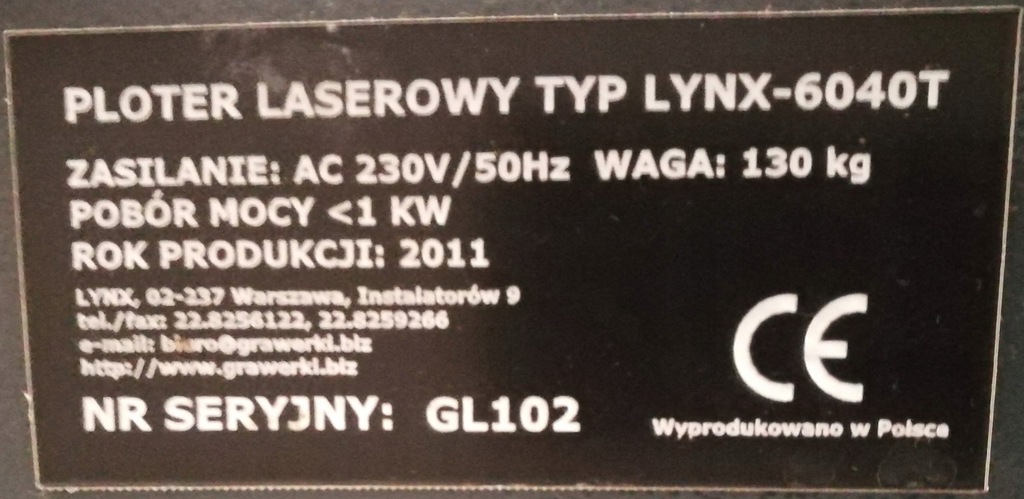 PLOTER LASEROWY TYP LYNX-6040T
ZASILANIE: AC 230V/50Hz WAGA: 130 kg
POBÓR MOCY <1 KW
ROK PRODUKCJI: 2011
LYNX, 02-237 Warszawa, Instalatorów 9
tel./fax: 22.8256122, 22.8259266
e-mail: biuro@grawerki.biz
http://www.grawerki.biz
NR SERYJNY: GL102
CE
Wyprodukowano w Polsce